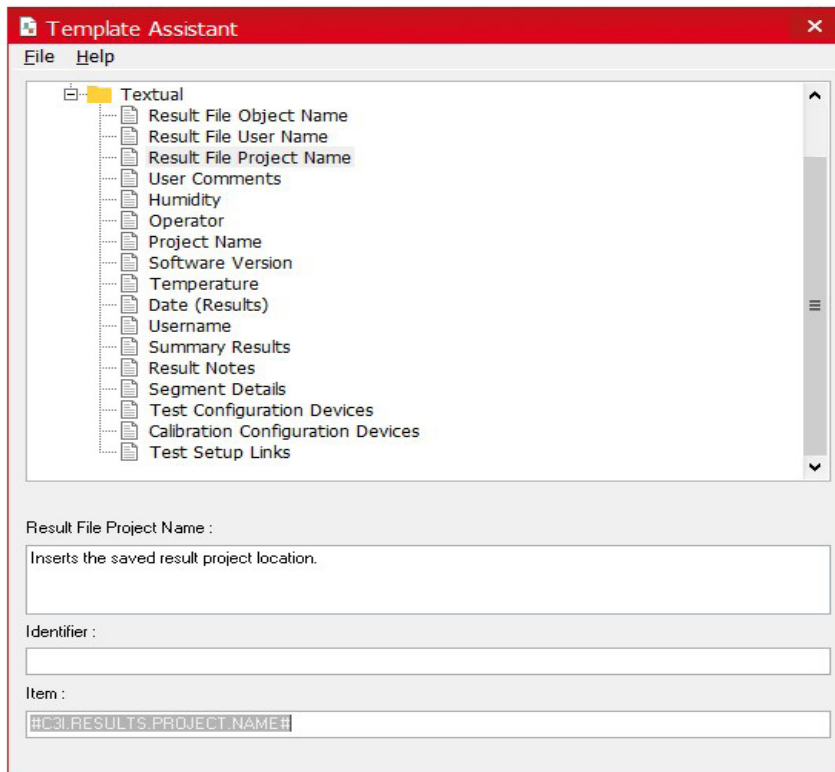 Template Assistant
File Help
Textual
Result File Object Name
Result File User Name
Result File Project Name
User Comments
Humidity
Operator
Project Name
Software Version
Temperature
Date (Results)
Username
Summary Results
Result Notes
Segment Details
Test Configuration Devices
Calibration Configuration Devices
Test Setup Links
Result File Project Name :
Inserts the saved result project location.
Identifier :
Item :
#C3I.RESULTS.PROJECT.NAME#